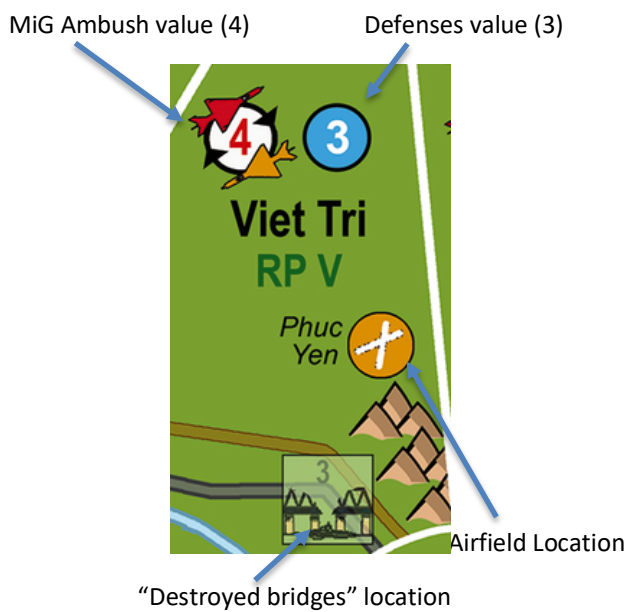 MiG Ambush value (4)
Defenses value (3)
4
3
Viet Tri
RP V
Phuc
Yen
3
Airfield Location
“Destroyed bridges” location